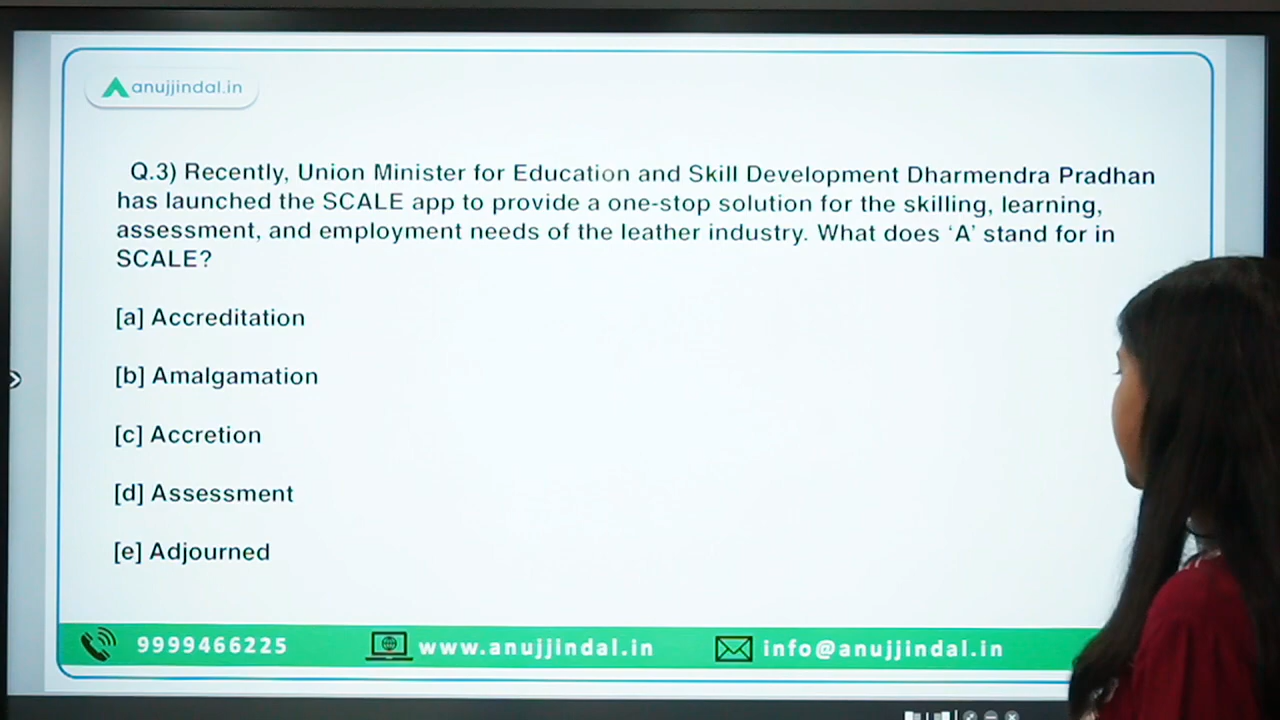 anujjindal.in
Q.3) Recently, Union Minister for Education and Skill Development Dharmendra Pradhan
has launched the SCALE app to provide a one-stop solution for the skilling, learning,
assessment, and employment needs of the leather industry. What does ‘A’ stand for in
SCALE?
[a] Accreditation
[b] Amalgamation
[c] Accretion
[d] Assessment
[e] Adjourned
9999466225 www.anujjindal.in info@anujjindal.in